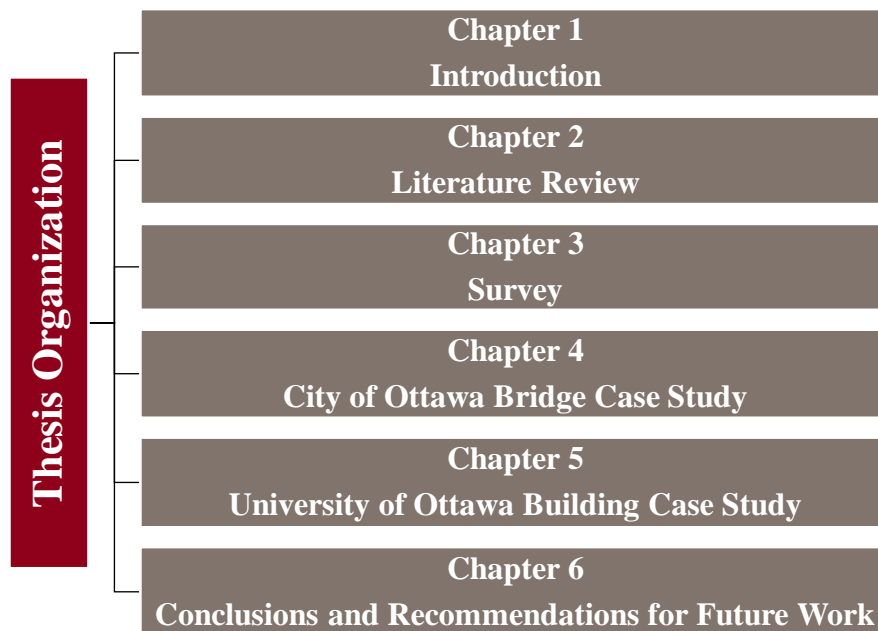 Thesis Organization
Chapter 1
Introduction
Chapter 2
Literature Review
Chapter 3
Survey
Chapter 4
City of Ottawa Bridge Case Study
Chapter 5
University of Ottawa Building Case Study
Chapter 6
Conclusions and Recommendations for Future Work